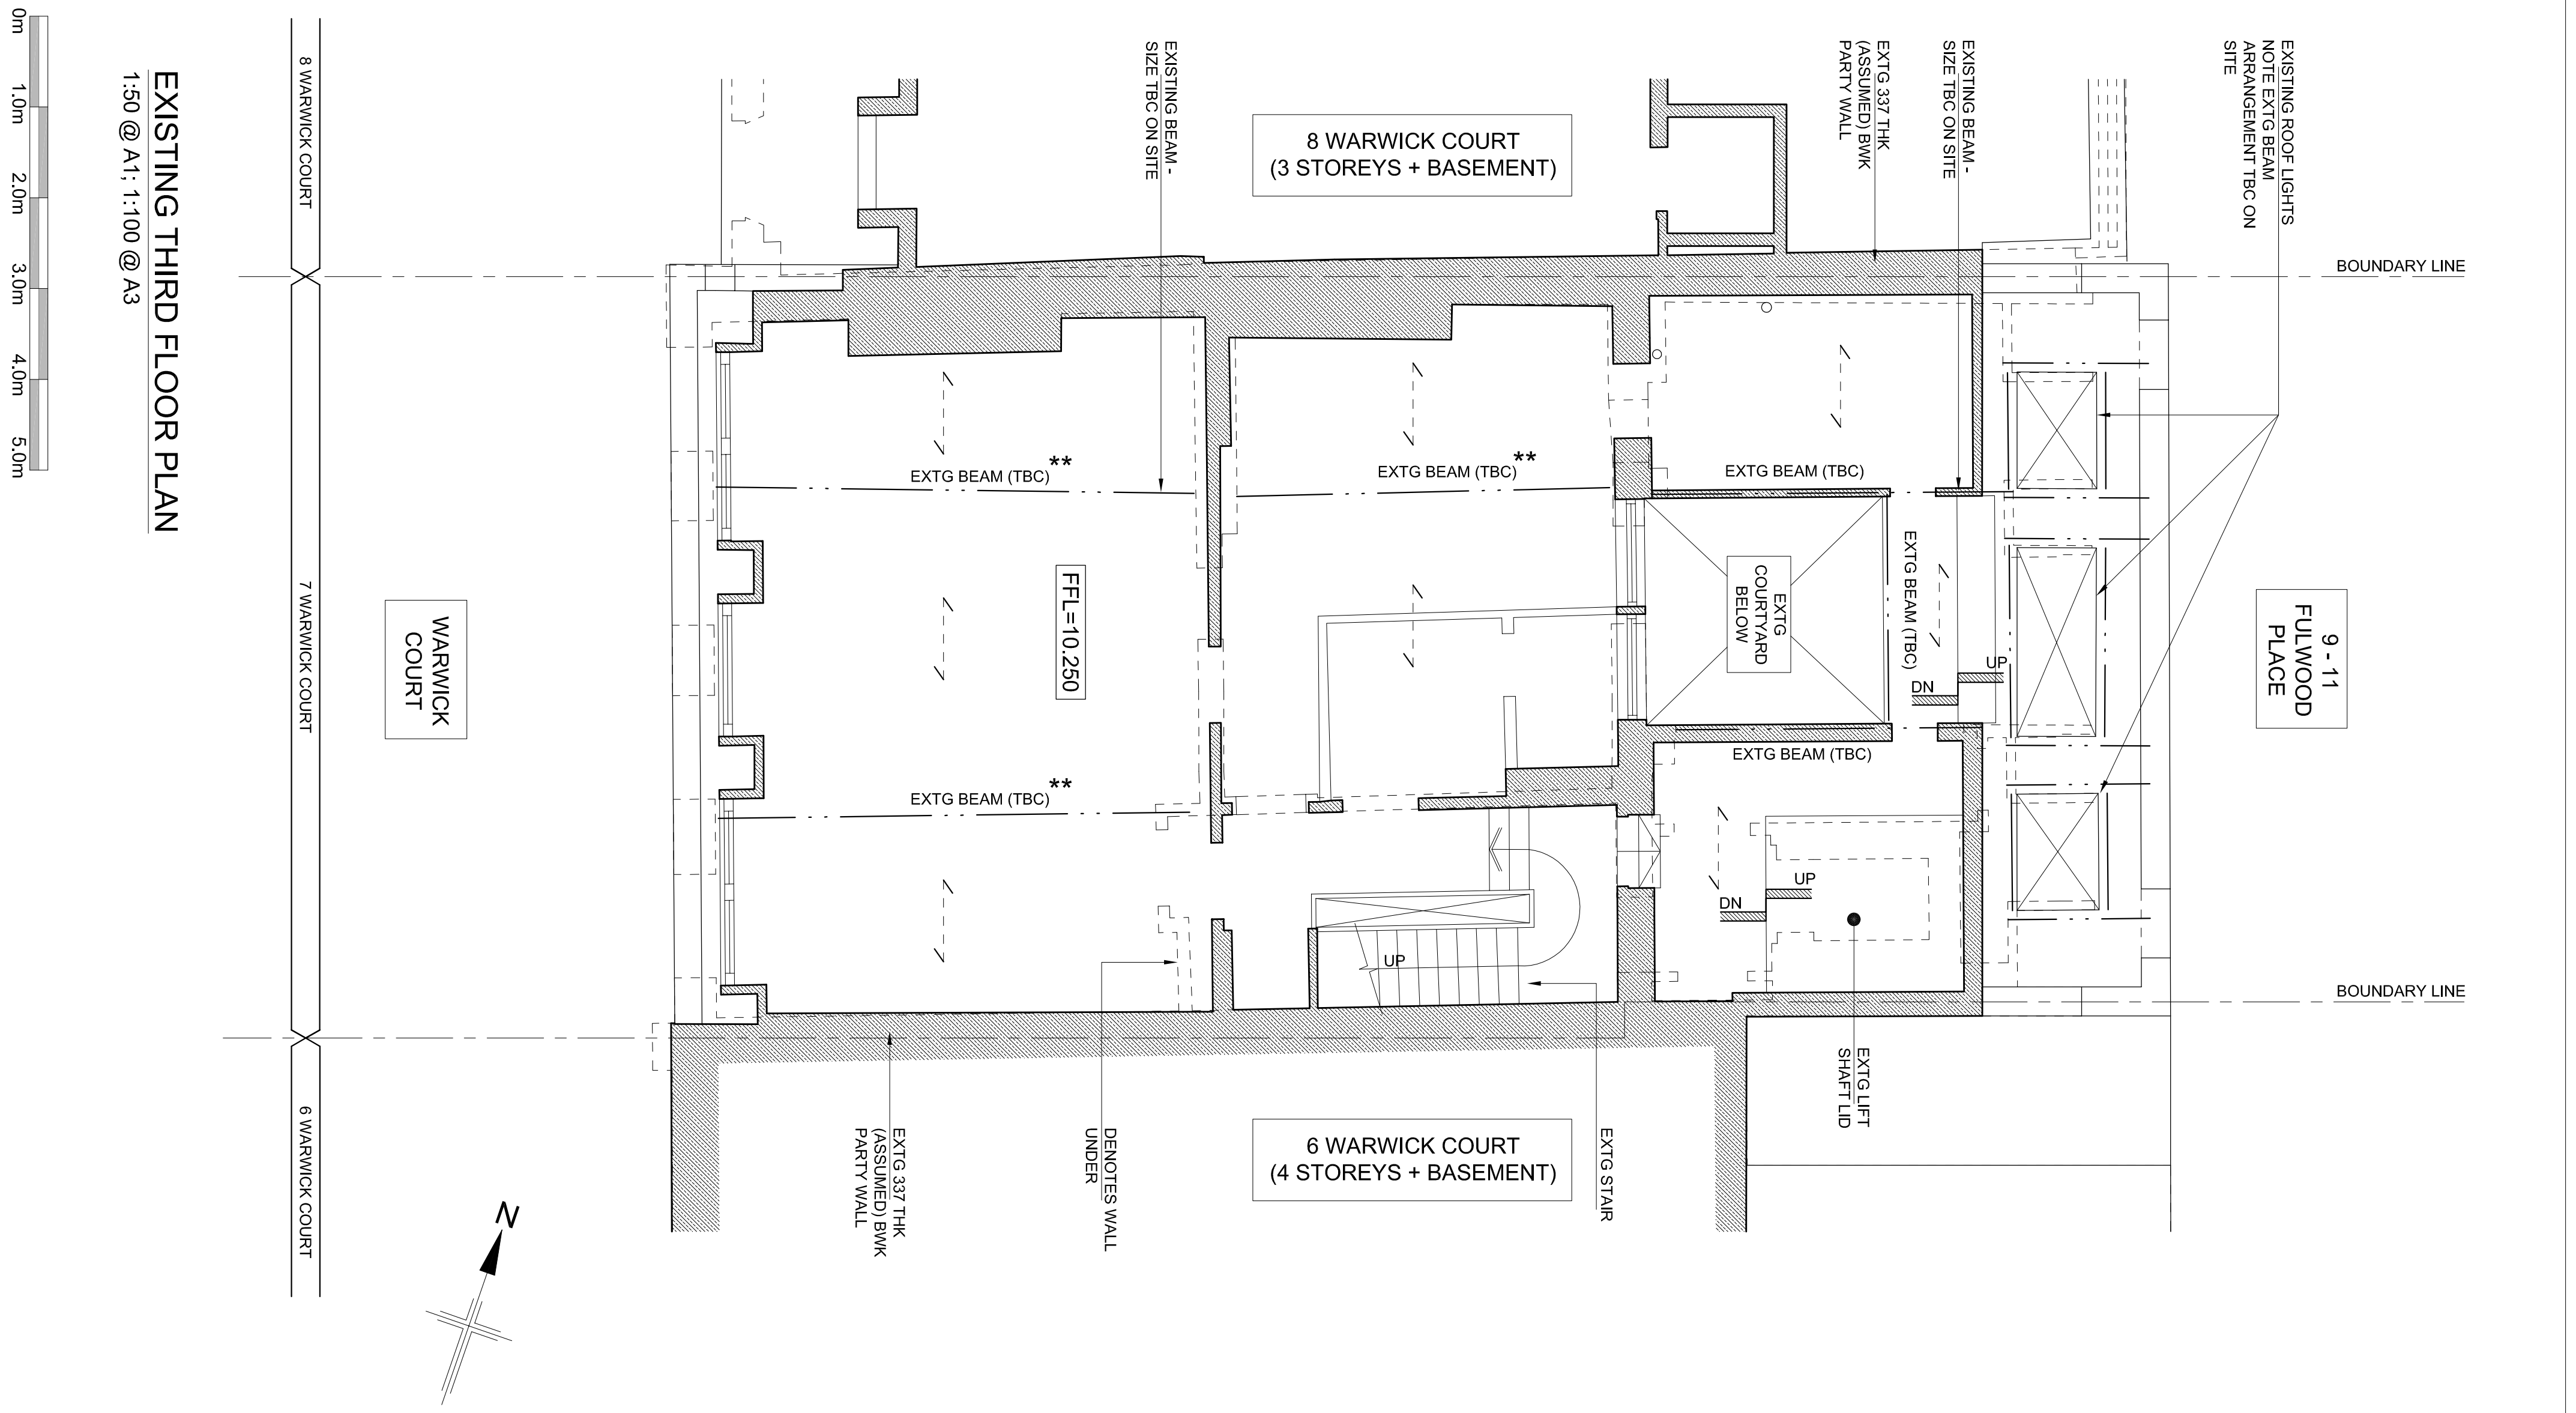 EXISTING THIRD FLOOR PLAN
1:50 @ A1; 1:100 @ A3
0m
1.0m
2.0m
3.0m
4.0m
5.0m
8 WARWICK COURT
7 WARWICK COURT
6 WARWICK COURT
WARWICK
COURT
N
EXISTING BEAM -
SIZE TBC ON SITE
8 WARWICK COURT
(3 STOREYS + BASEMENT)
EXTG 337 THK
(ASSUMED) BWK
PARTY WALL
EXISTING BEAM -
SIZE TBC ON SITE
EXISTING ROOF LIGHTS
NOTE EXTG BEAM
ARRANGEMENT TBC ON
SITE
BOUNDARY LINE
EXTG BEAM (TBC)**
EXTG BEAM (TBC)**
EXTG BEAM (TBC)
FFL=10.250
EXTG
COURTYARD
BELOW
EXTG BEAM (TBC)
UP
DN
9 - 11
FULWOOD
PLACE
EXTG BEAM (TBC)
EXTG BEAM (TBC)**
UP
DN
UP
BOUNDARY LINE
EXTG LIFT
SHAFT LID
EXTG 337 THK
(ASSUMED) BWK
PARTY WALL
DENOTES WALL
UNDER
6 WARWICK COURT
(4 STOREYS + BASEMENT)
EXTG STAIR